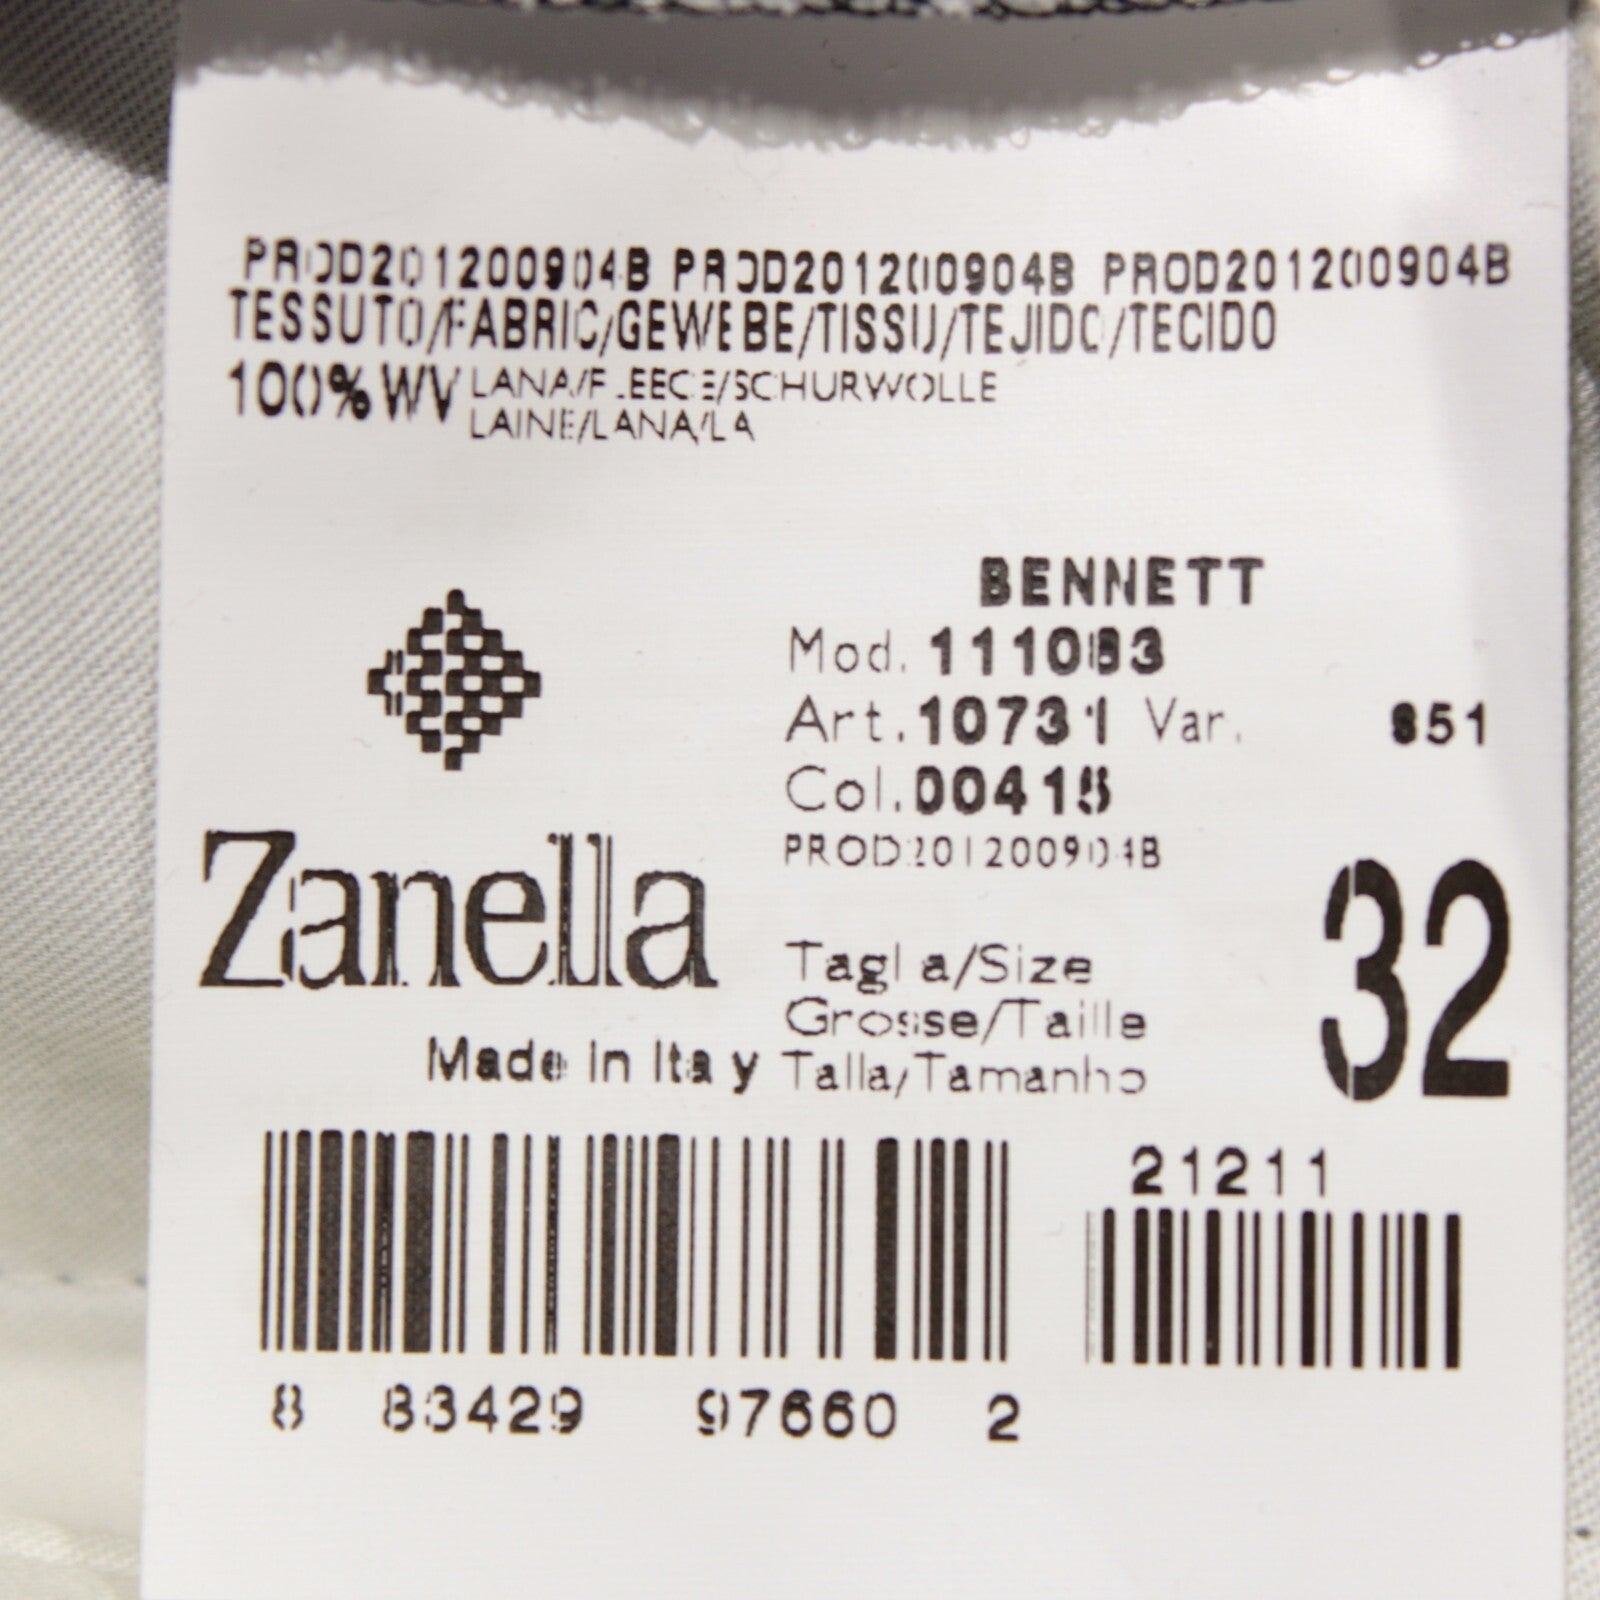 PROD201200904B PROD201200904B PROD201200904B
TESSUTO/FABRIC/GEWEBE/TISSU/TEJIDO/TECIDO
100% WV LANA/FLEECE/SCHURWOLLE
LAINE/LANA/LA
BENNETT
Mod. 111083
Art. 10731 Var. 851
Col. 00418
PROD201200904B
Zanella
Made In Italy
Taglia/Size
Grosse/Taille
Talla/Tamanho
32
21211
8 83429 97660 2